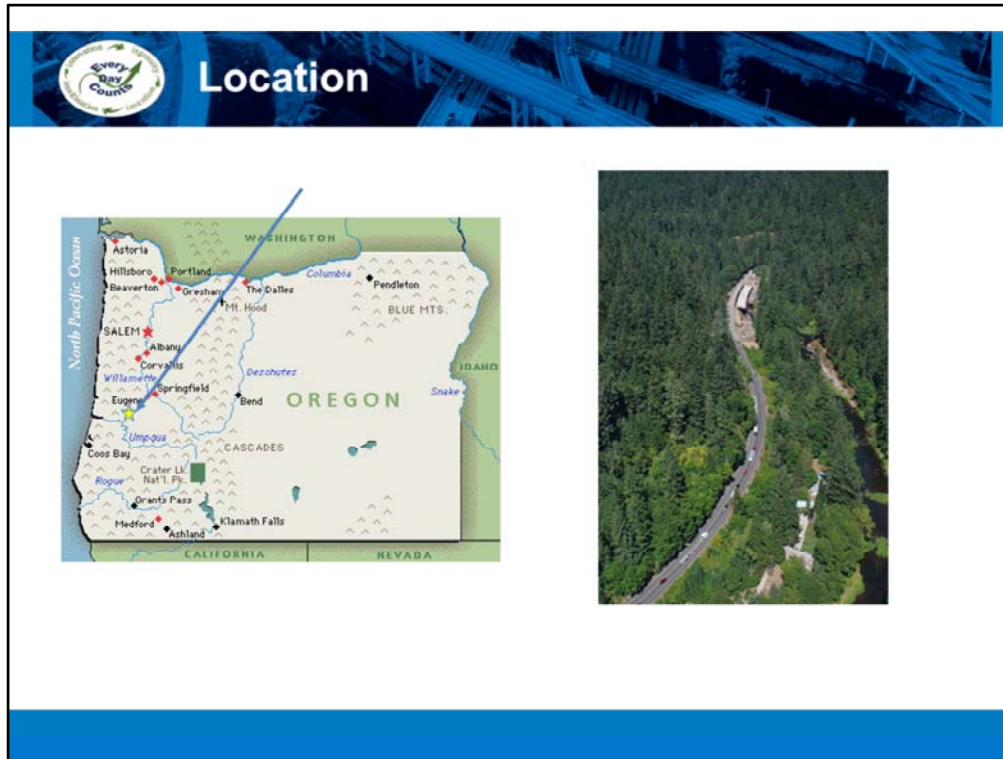 Every
Day
Counts
Location
WASHINGTON
North Pacific Ocean
Astoria
Hillsboro
Portland
Beaverton
Gresham
The Dalles
Columbia
Pendleton
Mt. Hood
BLUE MTS.
SALEM
Albany
Corvallis
Willamette
Springfield
Deschutes
IDAHO
Snake
Eugene
Bend
OREGON
Umpqua
Coos Bay
CASCADES
Crater Lk.
Nat'l. Pk.
Rogue
Grants Pass
Medford
Ashland
Klamath Falls
CALIFORNIA
NEVADA